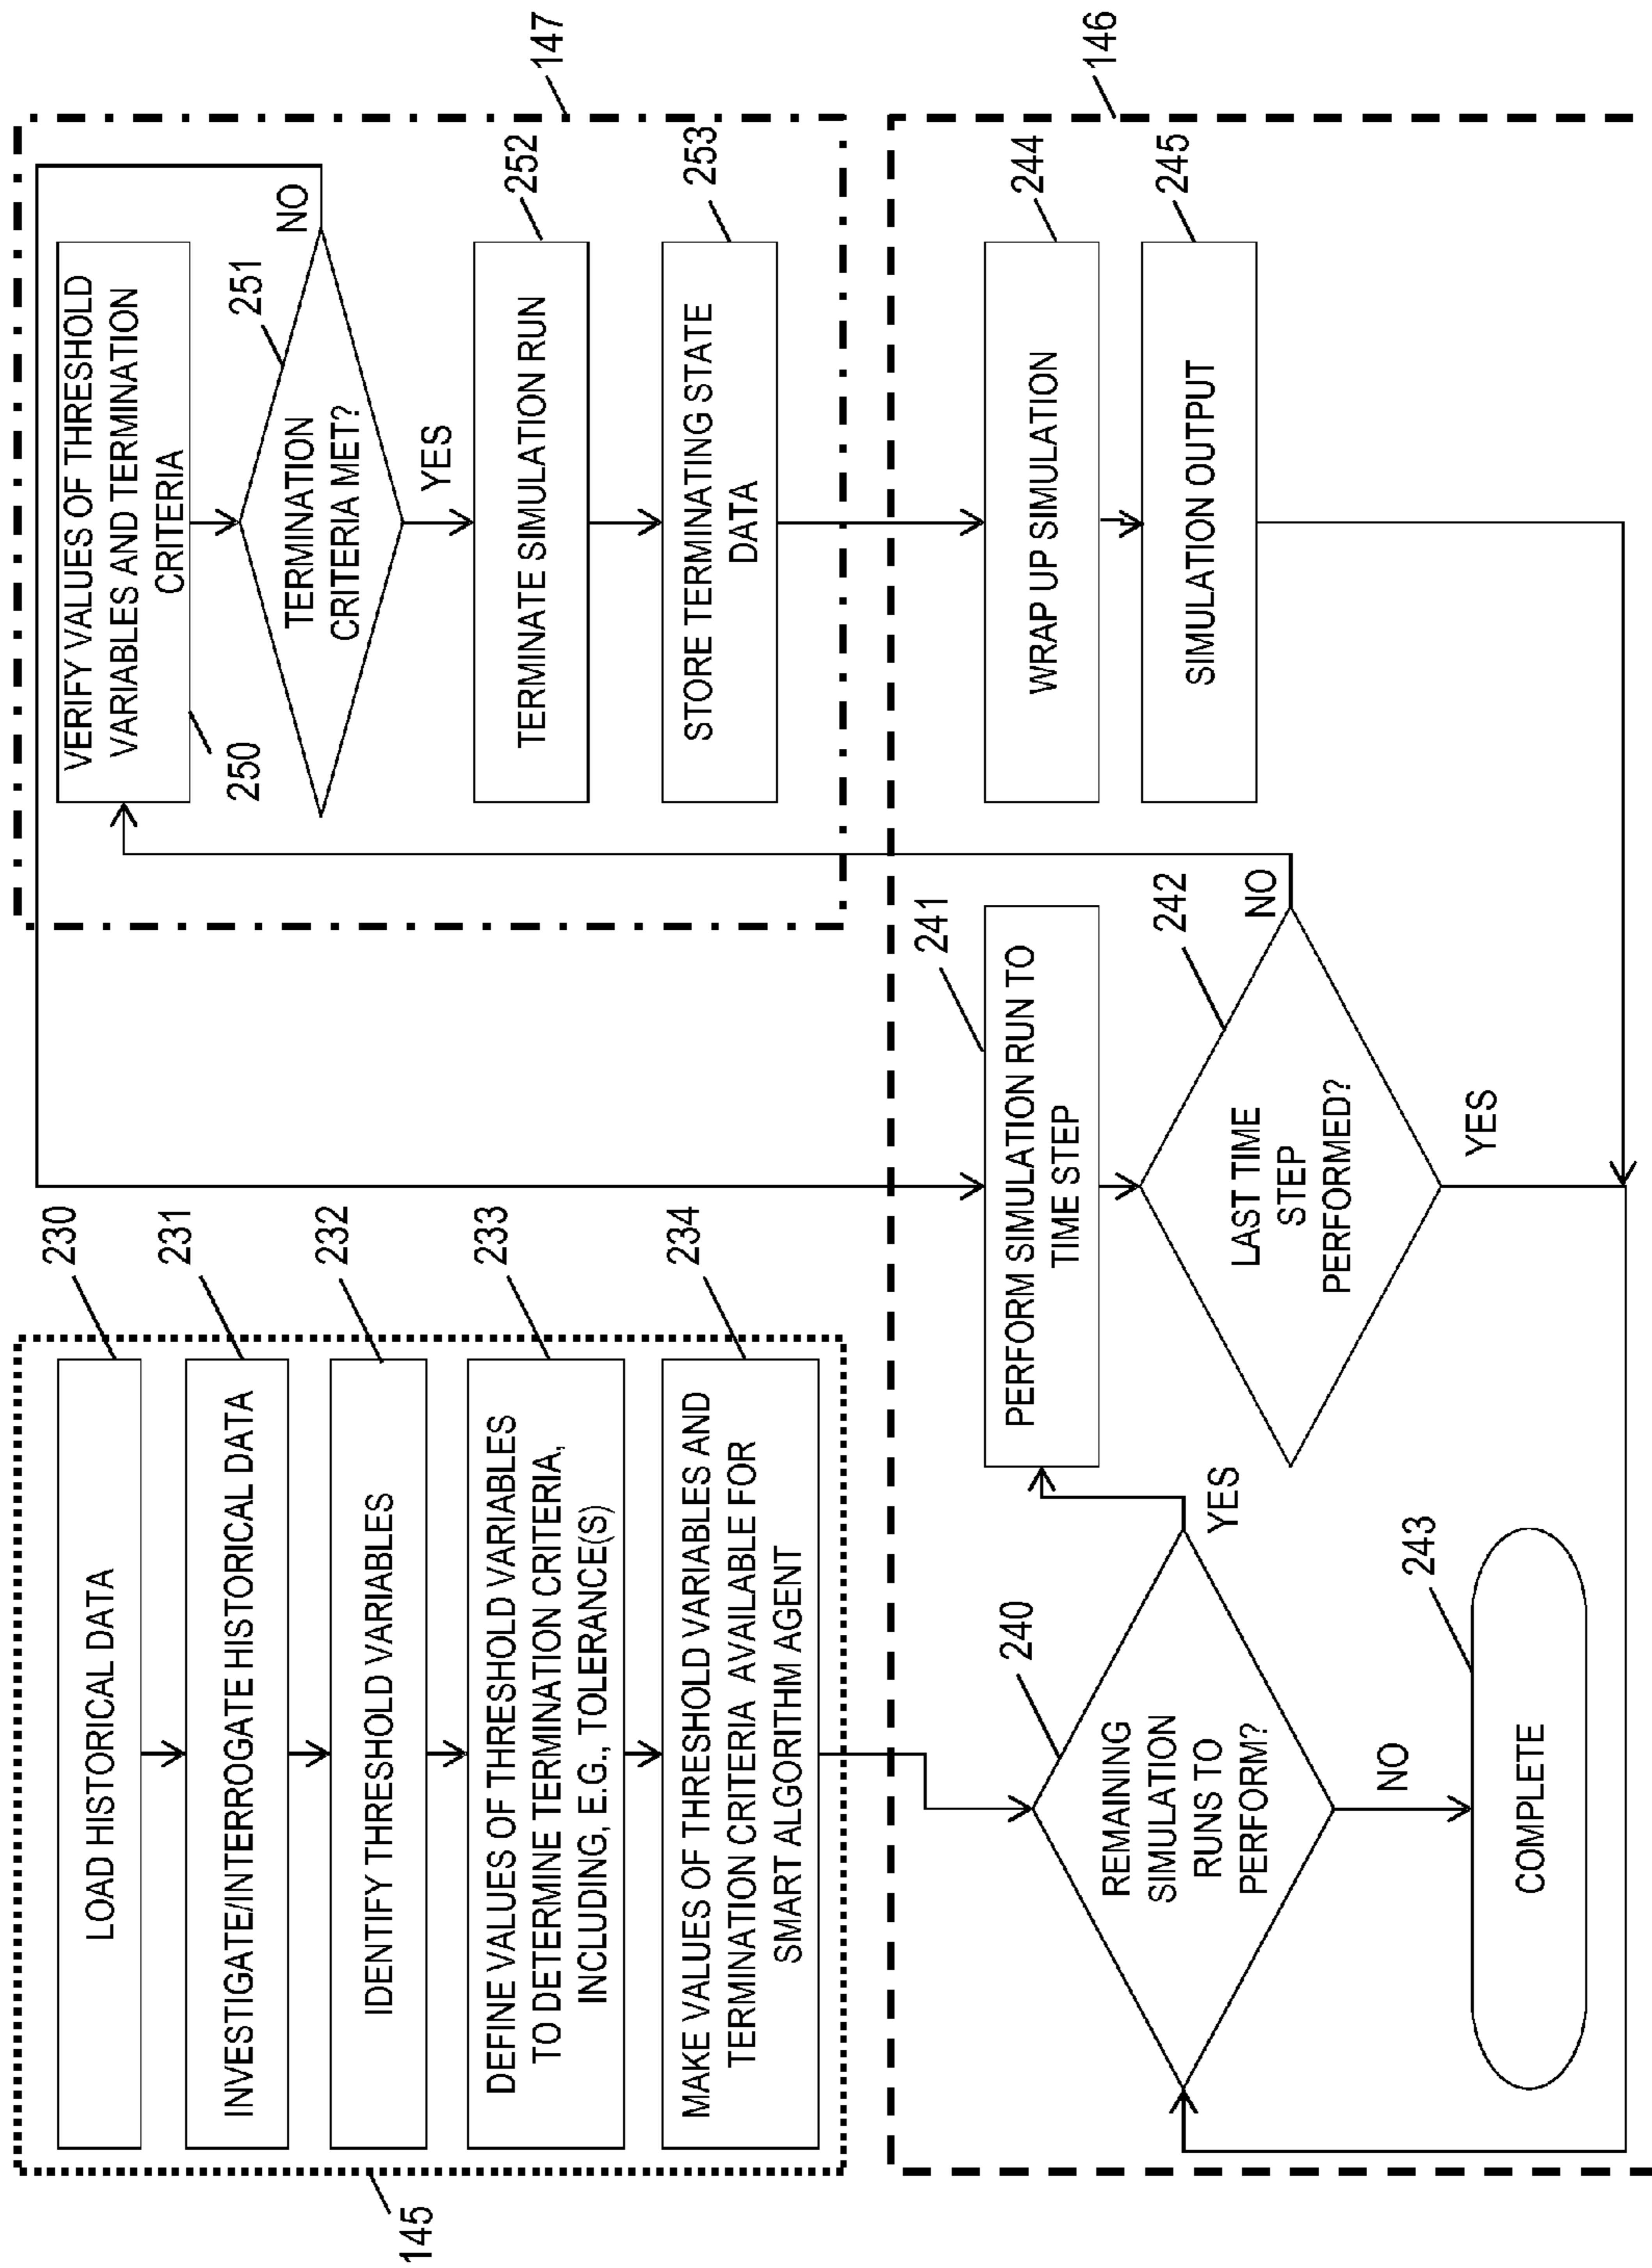 145
LOAD HISTORICAL DATA
230
INVESTIGATE/INTERROGATE HISTORICAL DATA
231
IDENTIFY THRESHOLD VARIABLES
232
DEFINE VALUES OF THRESHOLD VARIABLES
TO DETERMINE TERMINATION CRITERIA,
INCLUDING, E.G., TOLERANCE(S)
233
MAKE VALUES OF THRESHOLD VARIABLES AND
TERMINATION CRITERIA AVAILABLE FOR
SMART ALGORITHM AGENT
234
147
VERIFY VALUES OF THRESHOLD
VARIABLES AND TERMINATION
CRITERIA
250
TERMINATION
CRITERIA MET?
251
NO
YES
TERMINATE SIMULATION RUN
252
STORE TERMINATING STATE
DATA
253
146
REMAINING
SIMULATION
RUNS TO
PERFORM?
240
YES
NO
COMPLETE
243
PERFORM SIMULATION RUN TO
TIME STEP
241
LAST TIME
STEP
PERFORMED?
242
NO
YES
WRAP UP SIMULATION
244
SIMULATION OUTPUT
245